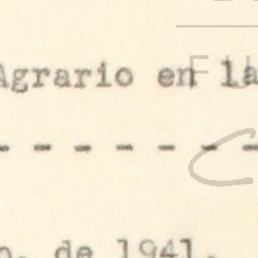 Agrario en la
- - - - - - -
o. de 1941.